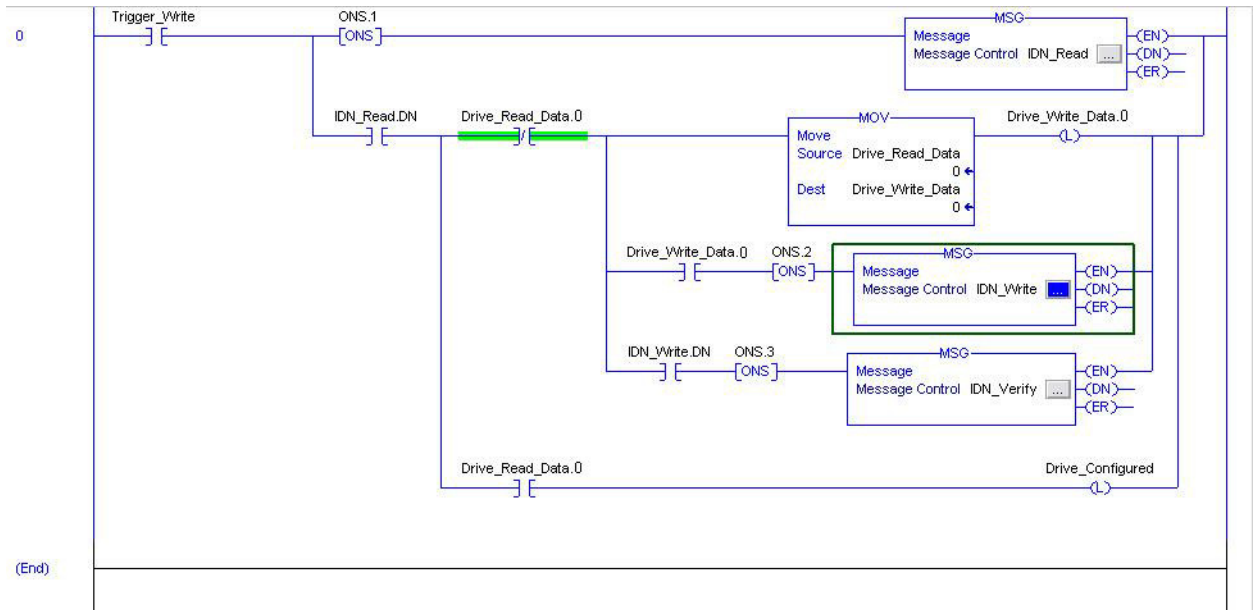 Trigger_Write ONS.1 MSG
0 ONS Message (EN)
Message Control IDN_Read ... (DN)
(ER)
IDN_Read.DN Drive_Read_Data.0 MOV Drive_Write_Data.0
/ Move L
Source Drive_Read_Data
0
Dest Drive_Write_Data
0
Drive_Write_Data.0 ONS.2 MSG
ONS Message (EN)
Message Control IDN_Write ... (DN)
(ER)
IDN_Write.DN ONS.3 MSG
ONS Message (EN)
Message Control IDN_Verify ... (DN)
(ER)
Drive_Read_Data.0 Drive_Configured
L
(End)